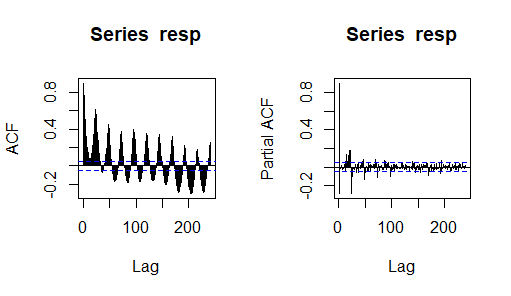 Series resp
ACF
-0.2 0.4 0.8
0 100 200
Lag
Series resp
Partial ACF
-0.2 0.4 0.8
0 100 200
Lag